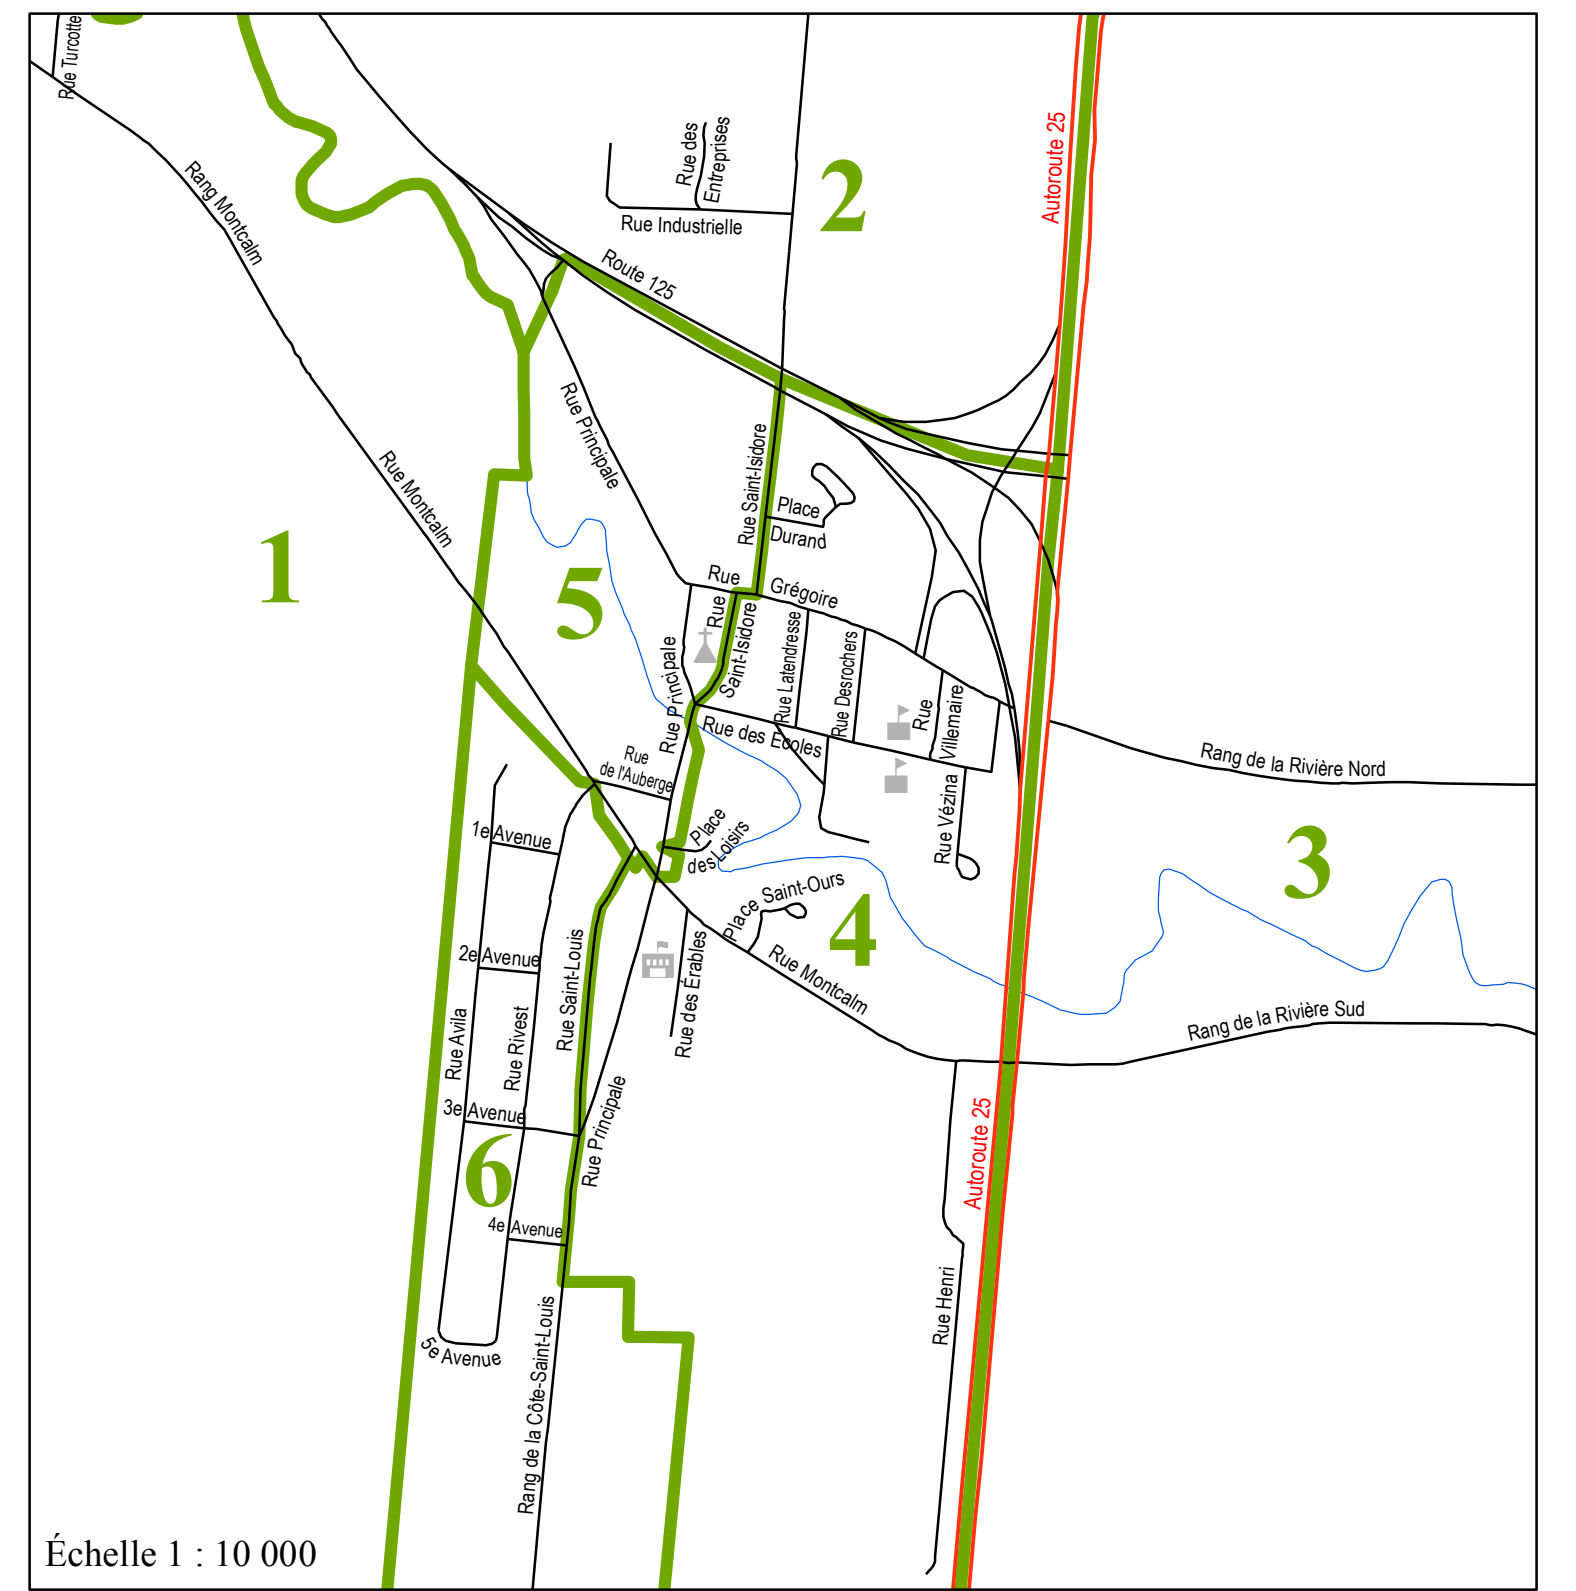 Rue Turcotte
Rang Montcalm
Rue des
Entreprises
Rue Industrielle
2
Autoroute 25
Route 125
Rue Principale
Rue Montcalm
Rue Saint-Isidore
Place
Durand
1
5
Rue
Grégoire
Rue
Saint-Isidore
Rue Principale
Rue Latendresse
Rue Desrochers
Rue
Villemaire
Rue des Écoles
Rue
de l'Auberge
Rue Vézina
Rang de la Rivière Nord
1e Avenue
Place
des Loisirs
3
Place Saint-Ours
4
Rue Montcalm
2e Avenue
Rue Saint-Louis
Rue des Érables
Rue Avila
Rue Rivest
Rang de la Rivière Sud
3e Avenue
Rue Principale
Autoroute 25
6
4e Avenue
5e Avenue
Rang de la Côte-Saint-Louis
Rue Henri
Échelle 1 : 10 000